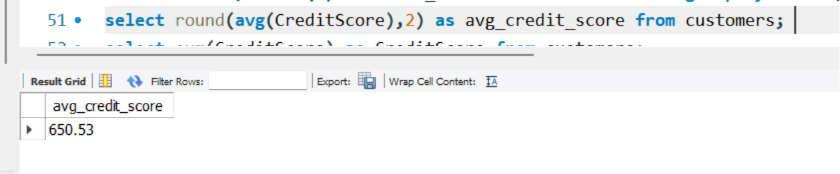 51 select round(avg(CreditScore),2) as avg_credit_score from customers;
Result Grid Filter Rows: Export: Wrap Cell Content: IA
avg_credit_score
650.53